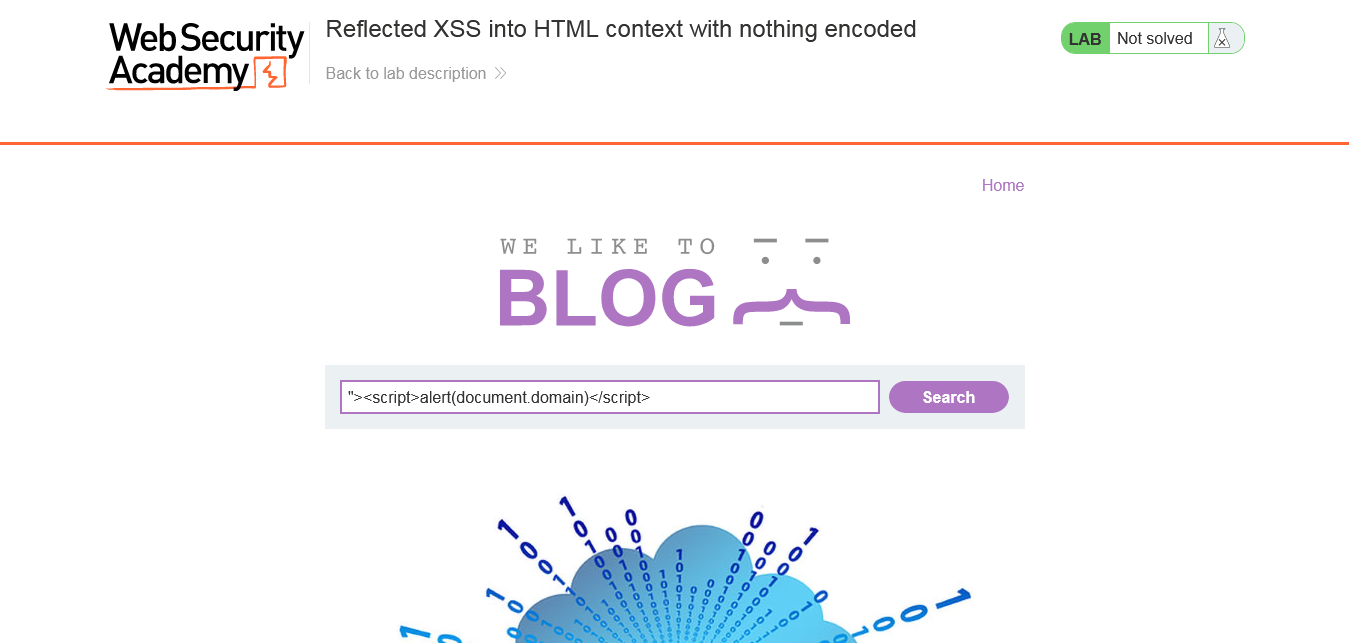 Web Security
Academy
Reflected XSS into HTML context with nothing encoded
Back to lab description
LAB Not solved
Home
WE LIKE TO
BLOG
"><script>alert(document.domain)</script>
Search